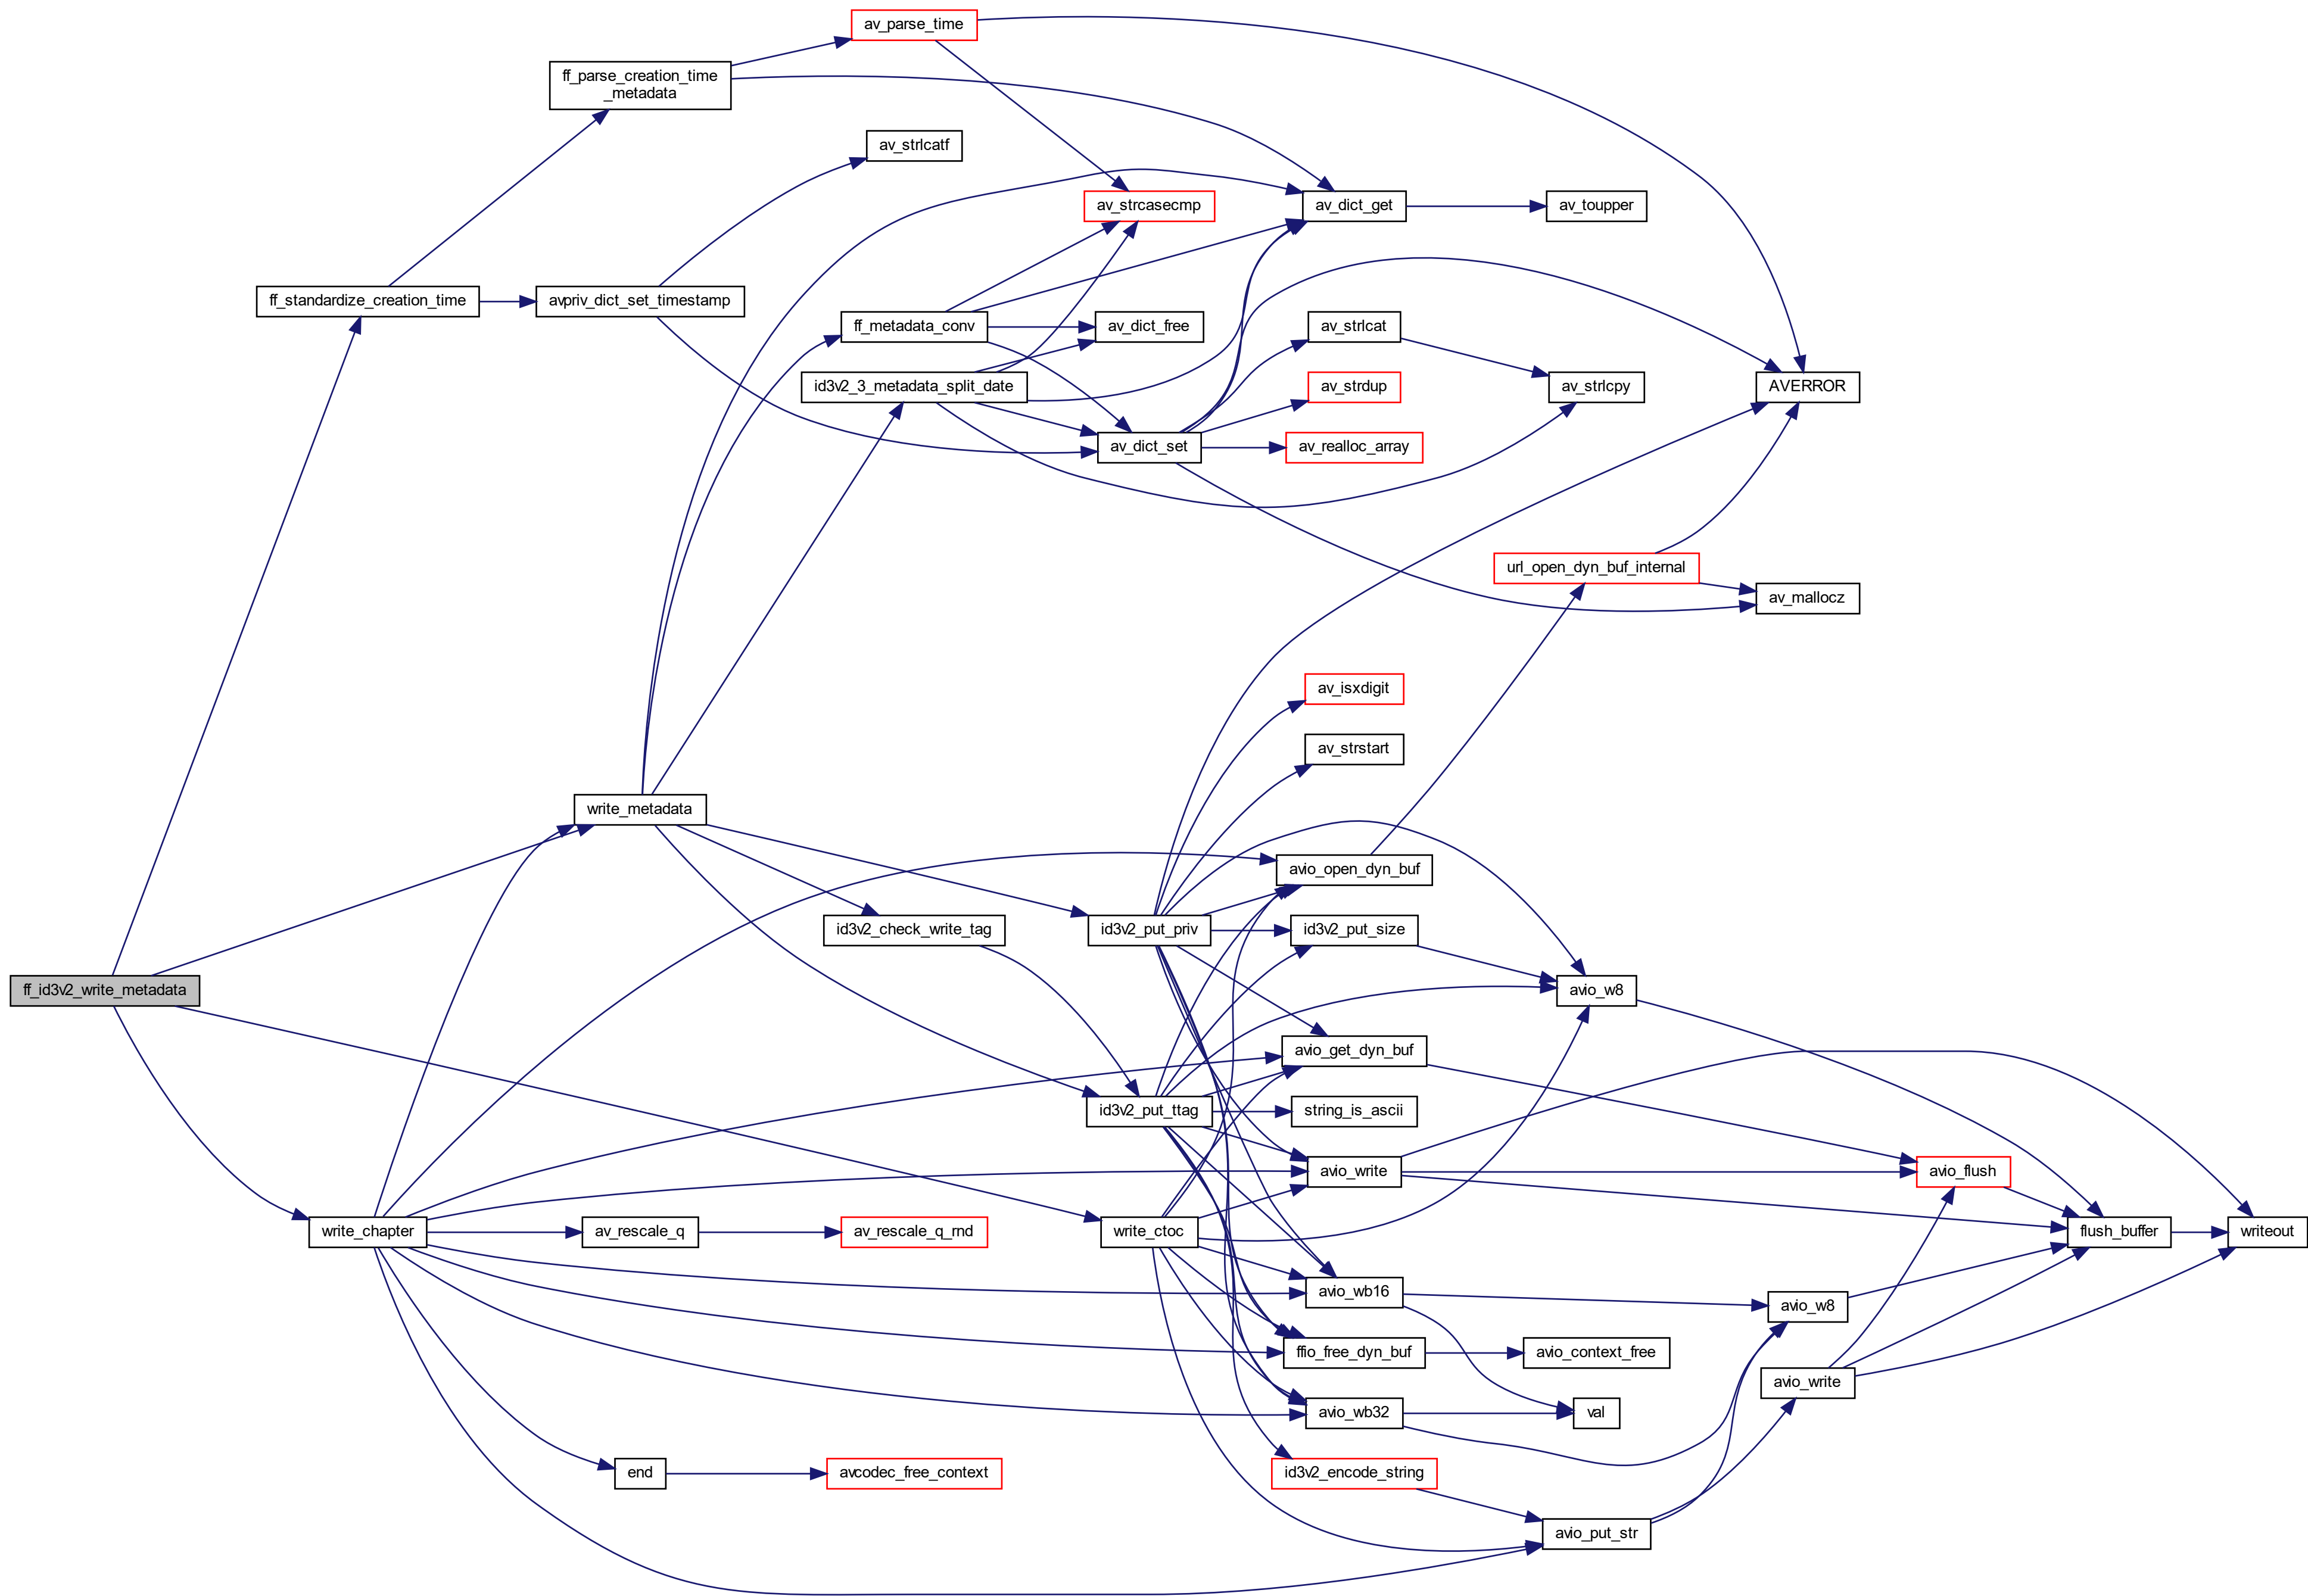 av_parse_time
ff_parse_creation_time
_metadata
av_strlcatf
av_strcasecmp
av_dict_get
av_toupper
ff_standardize_creation_time
avpriv_dict_set_timestamp
ff_metadata_conv
av_dict_free
av_strlcat
id3v2_3_metadata_split_date
av_strdup
av_strlcpy
AVERROR
av_dict_set
av_realloc_array
url_open_dyn_buf_internal
av_mallocz
av_isxdigit
av_strstart
write_metadata
avio_open_dyn_buf
id3v2_check_write_tag
id3v2_put_priv
id3v2_put_size
ff_id3v2_write_metadata
avio_w8
avio_get_dyn_buf
id3v2_put_ttag
string_is_ascii
avio_write
avio_flush
write_chapter
av_rescale_q
av_rescale_q_rnd
write_ctoc
flush_buffer
writeout
avio_wb16
avio_w8
ffio_free_dyn_buf
avio_context_free
avio_write
avio_wb32
val
end
avcodec_free_context
id3v2_encode_string
avio_put_str